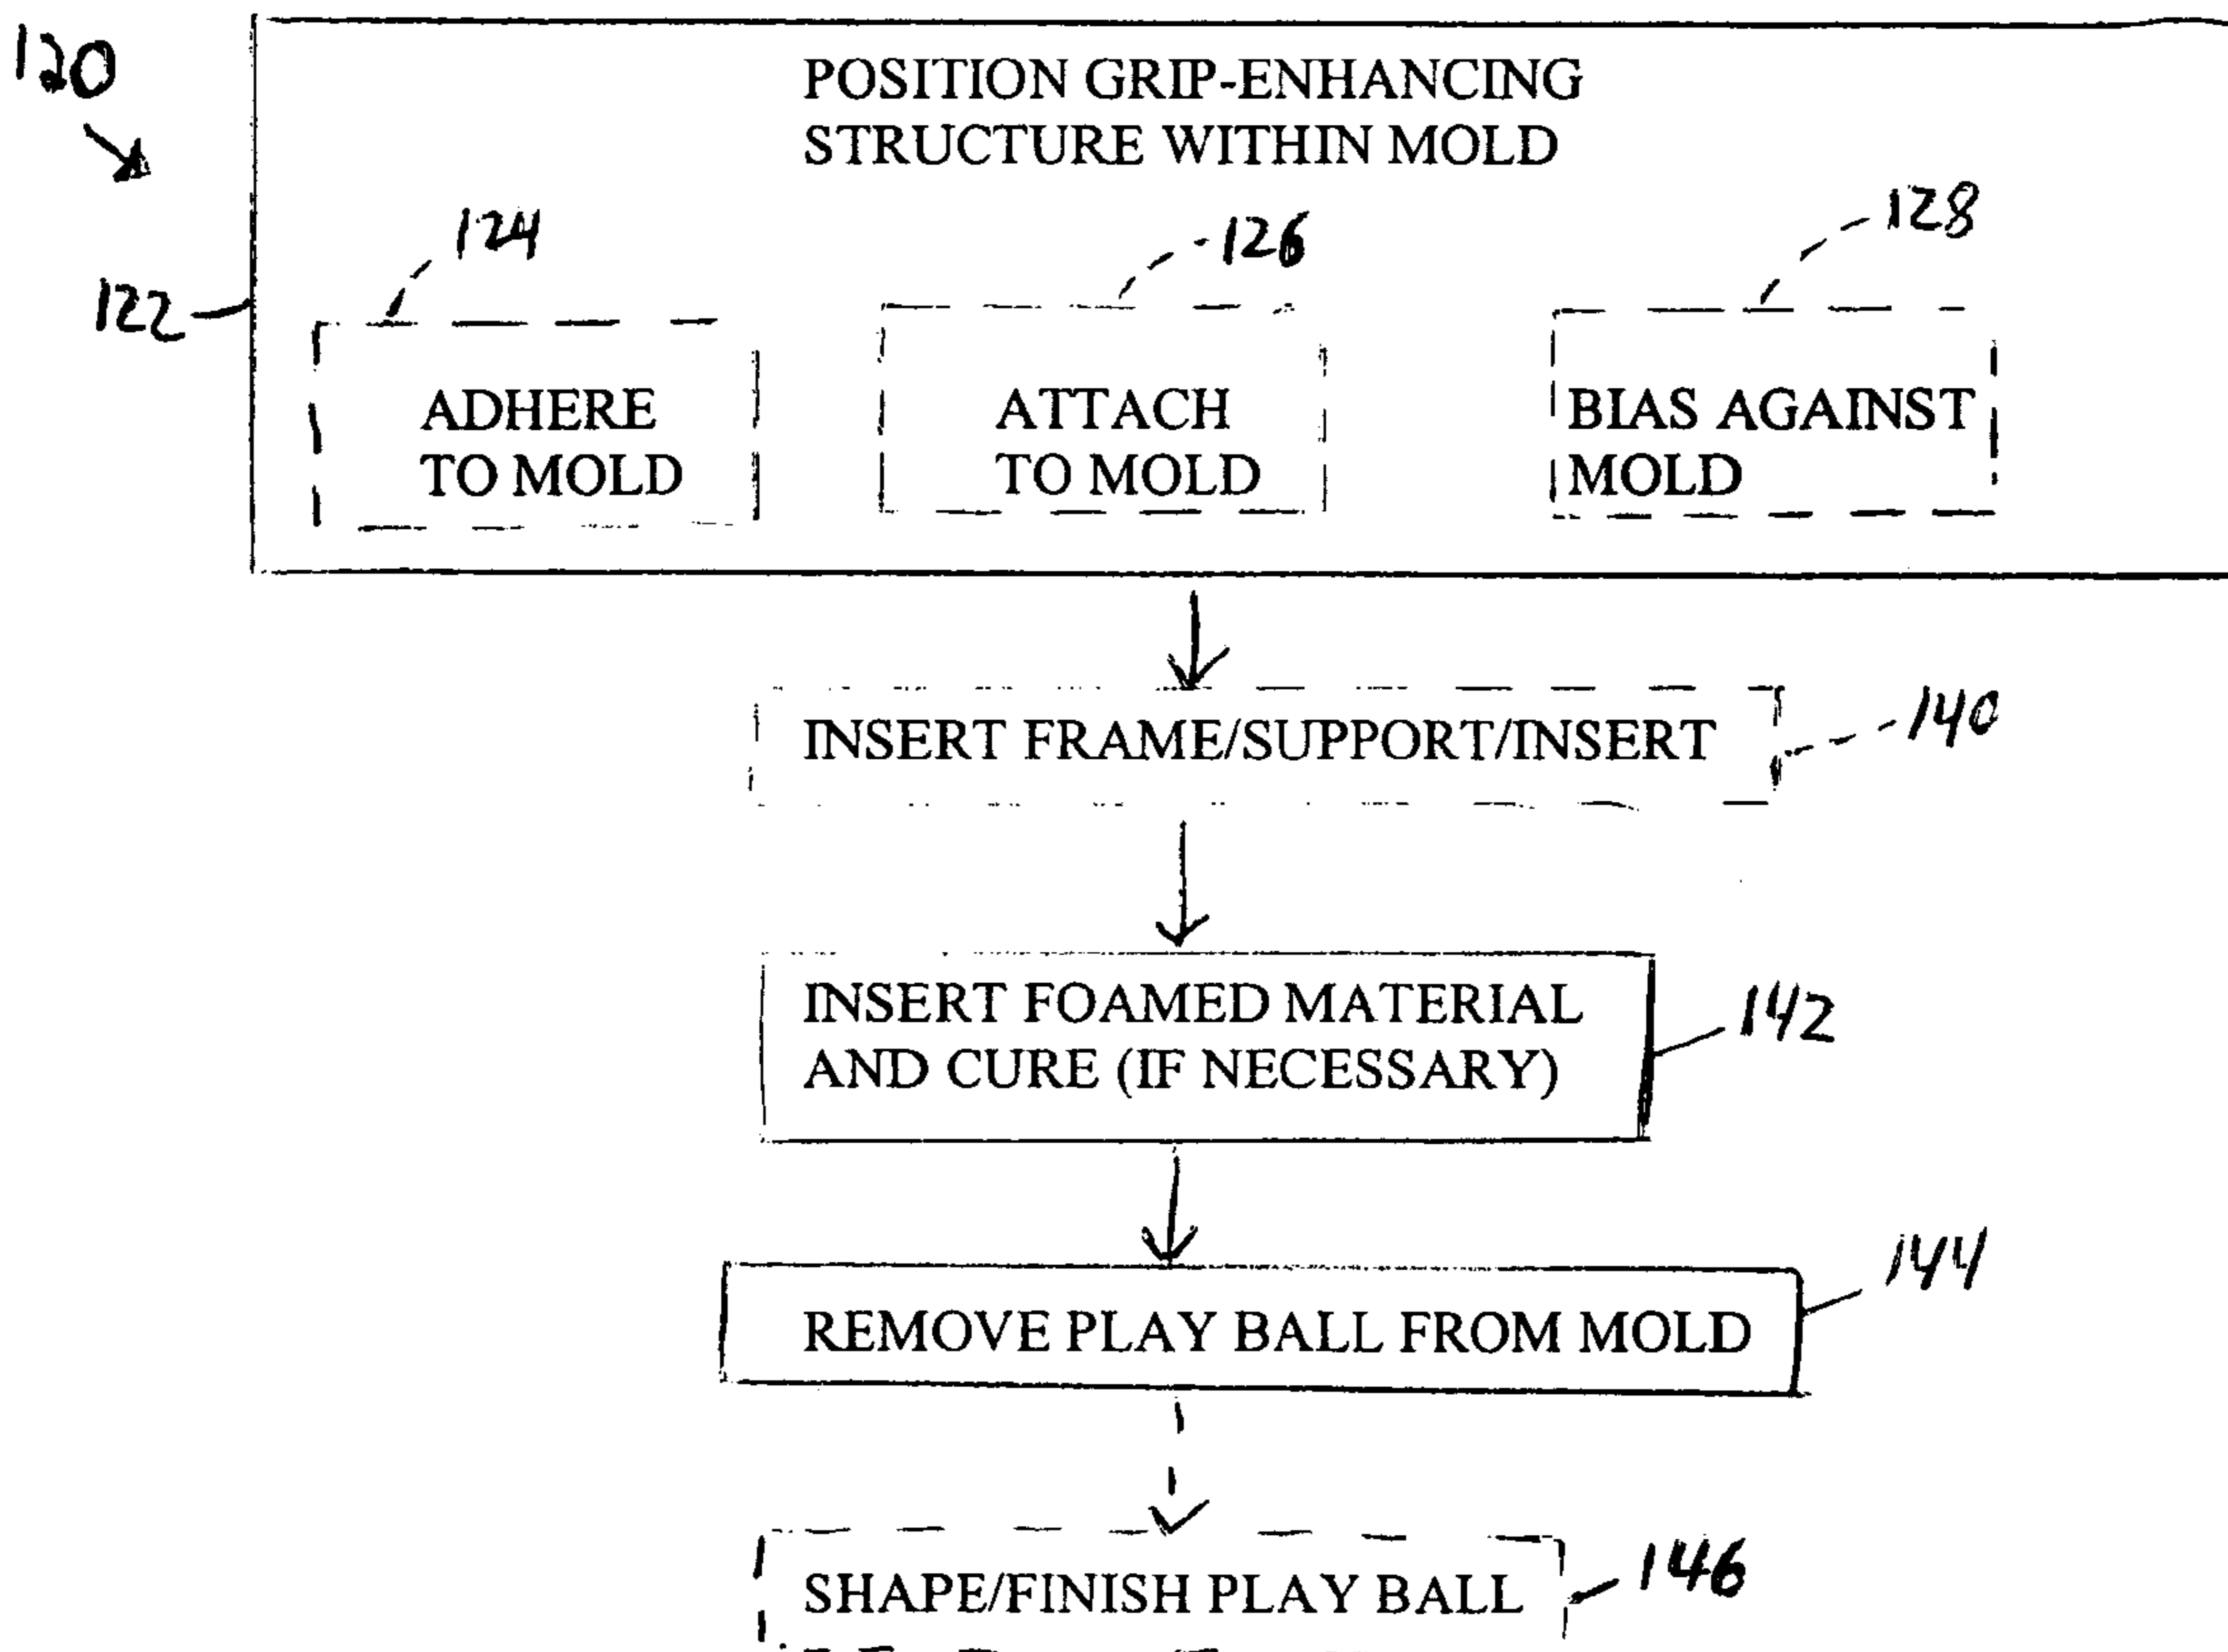 120
POSITION GRIP-ENHANCING
STRUCTURE WITHIN MOLD
124
126
128
122
ADHERE
TO MOLD
ATTACH
TO MOLD
BIAS AGAINST
MOLD
INSERT FRAME/SUPPORT/INSERT
140
INSERT FOAMED MATERIAL
AND CURE (IF NECESSARY)
142
REMOVE PLAY BALL FROM MOLD
144
SHAPE/FINISH PLAY BALL
146